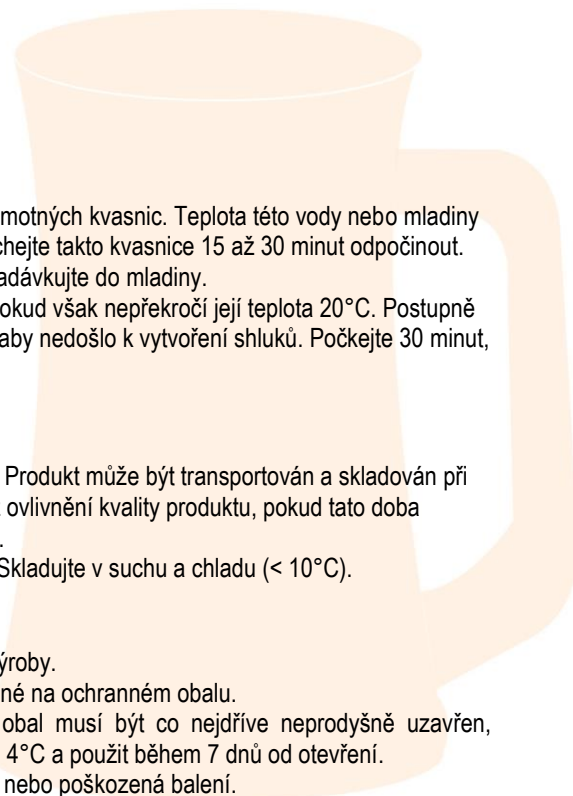 motných kvasnic. Teplota této vody nebo mladiny
chejte takto kvasnice 15 až 30 minut odpočinout.
adávkujte do mladiny.
okud však nepřekročí její teplota 20°C. Postupně
aby nedošlo k vytvoření shluků. Počkejte 30 minut,
Produkt může být transportován a skladován při
ovlivnění kvality produktu, pokud tato doba
.
Skladujte v suchu a chladu (< 10°C).
ýroby.
né na ochranném obalu.
obal musí být co nejdříve neprodyšně uzavřen,
4°C a použit během 7 dnů od otevření.
nebo poškozená balení.